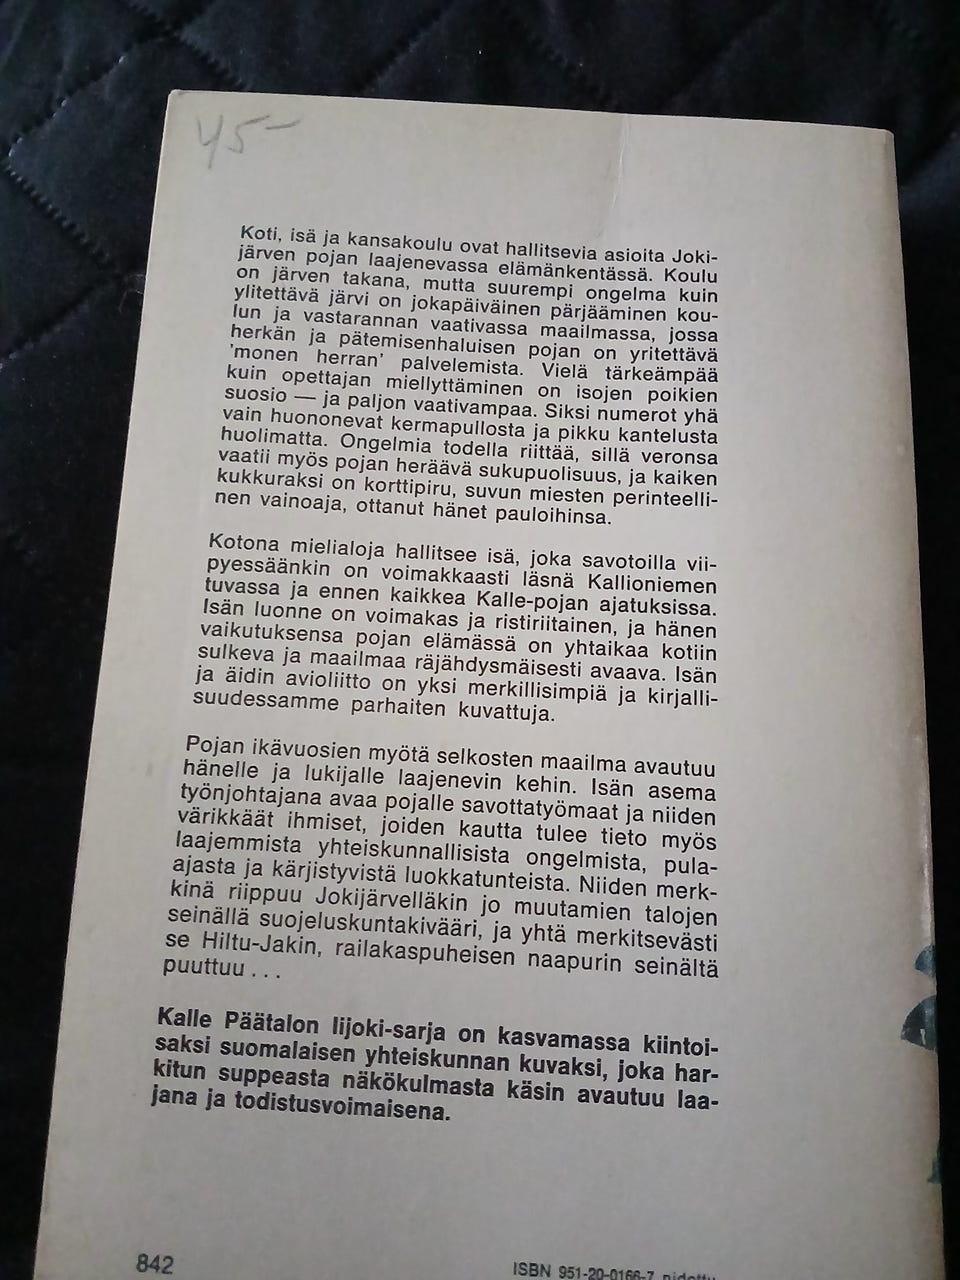 45-
Koti, isä ja kansakoulu ovat hallitsevia asioita Joki-
järven pojan laajenevassa elämänkentässä. Koulu
on järven takana, mutta suurempi ongelma kuin
ylitettävä järvi on jokapäiväinen pärjääminen kou-
lun ja vastarannan vaativassa maailmassa, jossa
herkän ja pätemisenhaluisen pojan on yritettävä
'monen herran' palvelemista. Vielä tärkeämpää
kuin opettajan miellyttäminen on isojen poikien
suosio — ja paljon vaativampaa. Siksi numerot yhä
vain huononevat kermapullosta ja pikku kantelusta
huolimatta. Ongelmia todella riittää, sillä veronsa
vaatii myös pojan heräävä sukupuolisuus, ja kaiken
kukkuraksi on korttipiru, suvun miesten perinteelli-
nen vainoaja, ottanut hänet pauloihinsa.
Kotona mielialoja hallitsee isä, joka savotoilla vii-
pyessäänkin on voimakkaasti läsnä Kallioniemen
tuvassa ja ennen kaikkea Kalle-pojan ajatuksissa.
Isän luonne on voimakas ja ristiriitainen, ja hänen
vaikutuksensa pojan elämässä on yhtaikaa kotiin
sulkeva ja maailmaa räjähdysmäisesti avaava. Isän
ja äidin avioliitto on yksi merkillisimpiä ja kirjalli-
suudessamme parhaiten kuvattuja.
Pojan ikävuosien myötä selkosten maailma avautuu
hänelle ja lukijalle laajenevin kehin. Isän asema
työnjohtajana avaa pojalle savottatyömaat ja niiden
värikkäät ihmiset, joiden kautta tulee tieto myös
laajemmista yhteiskunnallisista ongelmista, pula-
ajasta ja kärjistyvistä luokkatunteista. Niiden merk-
kinä riippuu Jokijärvelläkin jo muutamien talojen
seinällä suojeluskuntakivääri, ja yhtä merkitsevästi
se Hiltu-Jakin, railakaspuheisen naapurin seinältä
puuttuu...
Kalle Päätalon Iijoki-sarja on kasvamassa kiintoi-
saksi suomalaisen yhteiskunnan kuvaksi, joka har-
kitun suppeasta näkökulmasta käsin avautuu laa-
jana ja todistusvoimaisena.
842
ISBN 951-20-0166-7 nidottu